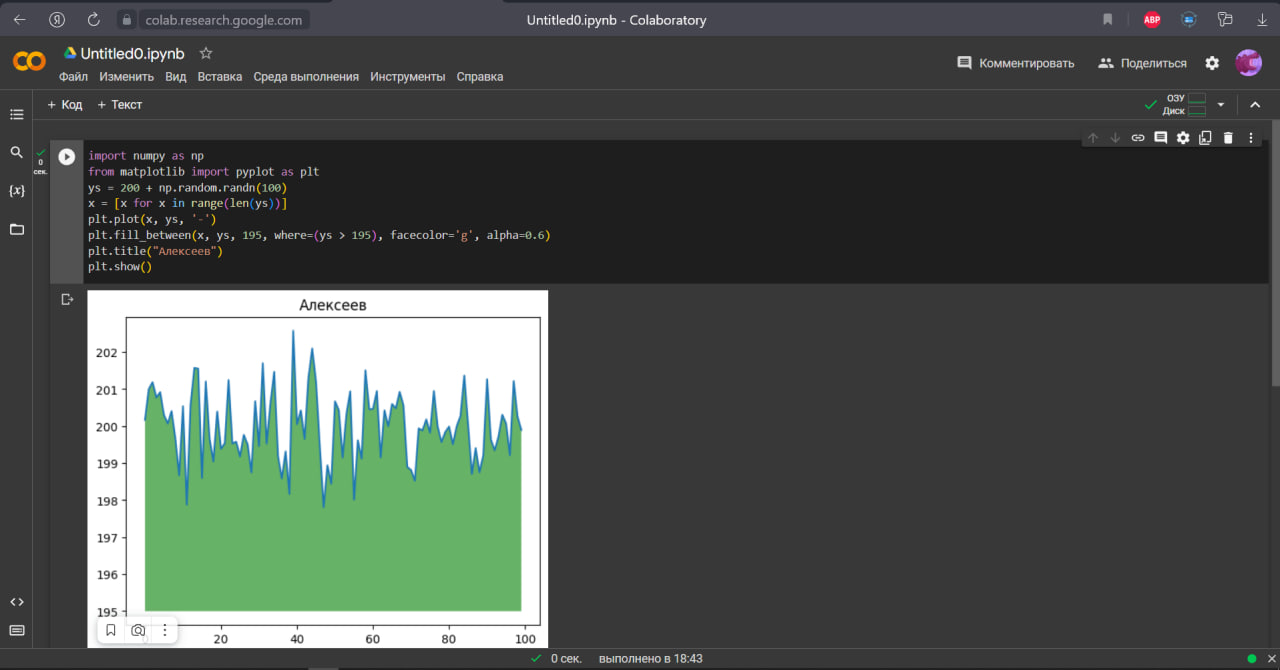 colab.research.google.com
Untitled0.ipynb - Colaboratory
ABP
CO
Untitled0.ipynb
Файл Изменить Вид Вставка Среда выполнения Инструменты Справка
Комментировать
Поделиться
+ Код + Текст
ОЗУ
Диск
0
сек.
{x}
import numpy as np
from matplotlib import pyplot as plt
ys = 200 + np.random.randn(100)
x = [x for x in range(len(ys))]
plt.plot(x, ys, '-')
plt.fill_between(x, ys, 195, where=(ys > 195), facecolor='g', alpha=0.6)
plt.title("Алексеев")
plt.show()
Алексеев
202
201
200
199
198
197
196
195
20 40 60 80 100
0 сек. выполнено в 18:43